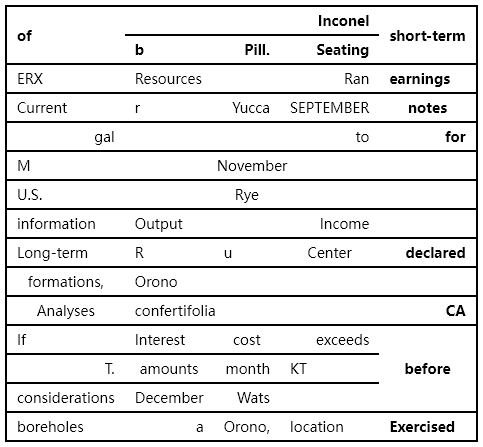 Inconel
of short-term
b Pill. Seating
ERX Resources Ran earnings
Current r Yucca SEPTEMBER notes
gal to for
M November
U.S. Rye
information Output Income
Long-term R u Center declared
formations, Orono
Analyses confertifolia CA
If Interest cost exceeds
T. amounts month KT before
considerations December Wats
boreholes a Orono, location Exercised